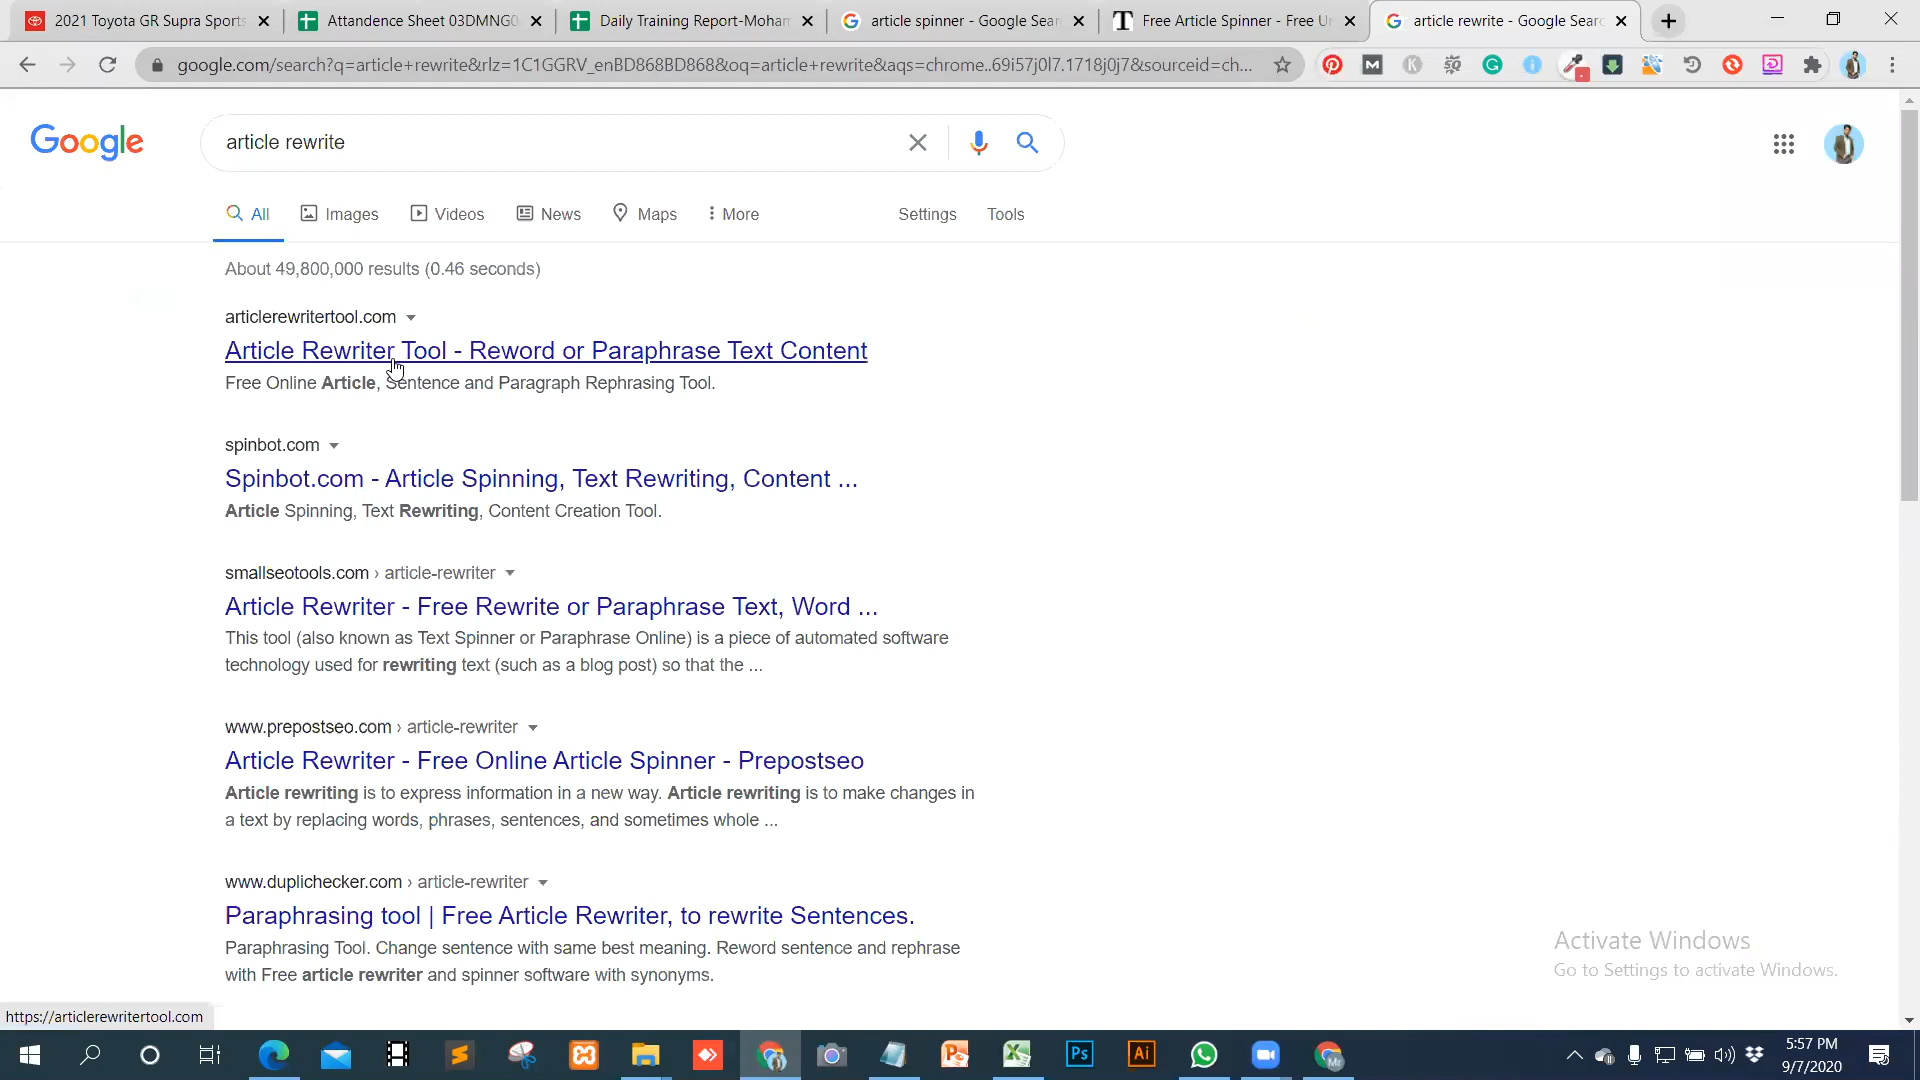 2021 Toyota GR Supra Sports
Attandence Sheet 03DMNG0
Daily Training Report-Moham
article spinner - Google Sear
Free Article Spinner - Free U
article rewrite - Google Searc
google.com/search?q=article+rewrite&rlz=1C1GGRV_enBD868BD868&oq=article+rewrite&aqs=chrome..69i57j0l7.1718j0j7&sourceid=ch...
Google
article rewrite
All
Images
Videos
News
Maps
More
Settings
Tools
About 49,800,000 results (0.46 seconds)
articlerewritertool.com
Article Rewriter Tool - Reword or Paraphrase Text Content
Free Online Article, Sentence and Paragraph Rephrasing Tool.
spinbot.com
Spinbot.com - Article Spinning, Text Rewriting, Content ...
Article Spinning, Text Rewriting, Content Creation Tool.
smallseotools.com › article-rewriter
Article Rewriter - Free Rewrite or Paraphrase Text, Word ...
This tool (also known as Text Spinner or Paraphrase Online) is a piece of automated software
technology used for rewriting text (such as a blog post) so that the ...
www.prepostseo.com › article-rewriter
Article Rewriter - Free Online Article Spinner - Prepostseo
Article rewriting is to express information in a new way. Article rewriting is to make changes in
a text by replacing words, phrases, sentences, and sometimes whole ...
www.duplichecker.com › article-rewriter
Paraphrasing tool | Free Article Rewriter, to rewrite Sentences.
Paraphrasing Tool. Change sentence with same best meaning. Reword sentence and rephrase
with Free article rewriter and spinner software with synonyms.
Activate Windows
Go to Settings to activate Windows.
https://articlerewritertool.com
Ps
Ai
5:57 PM
9/7/2020